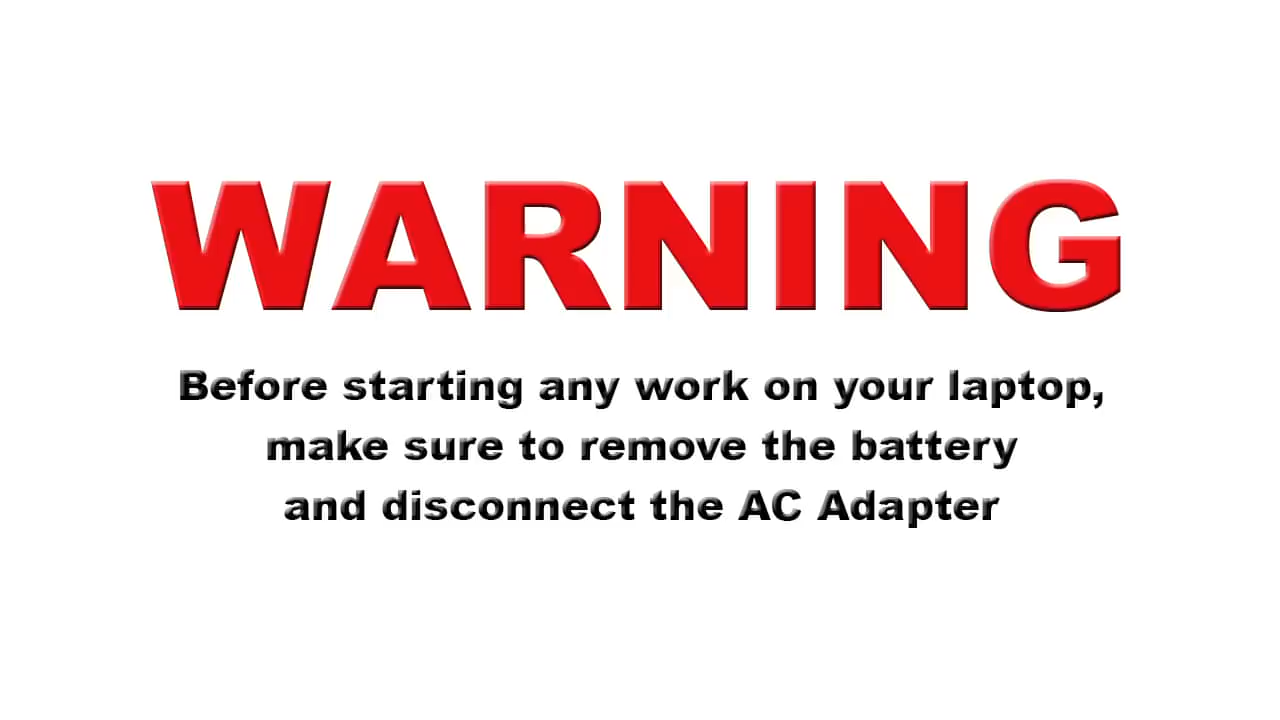 WARNING
Before starting any work on your laptop,
make sure to remove the battery
and disconnect the AC Adapter